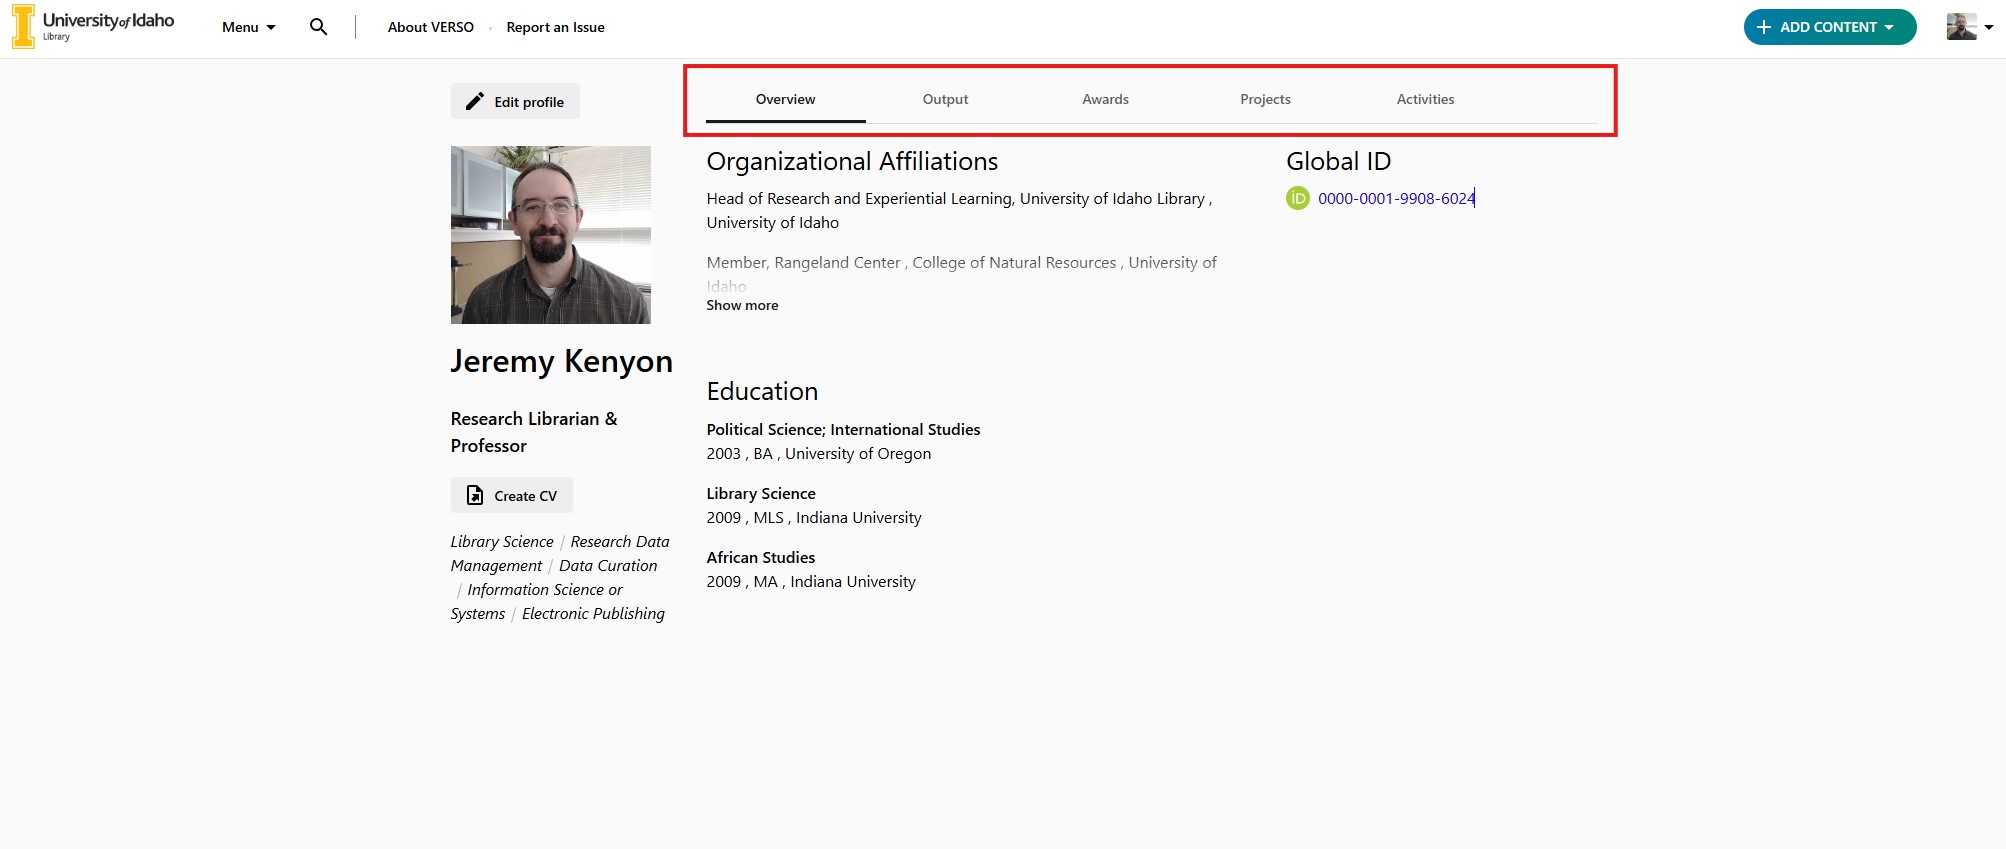 University of Idaho
Library
Menu
About VERSO · Report an Issue
+ ADD CONTENT
Edit profile
Overview Output Awards Projects Activities
Jeremy Kenyon
Research Librarian &
Professor
Create CV
Library Science / Research Data
Management / Data Curation
/ Information Science or
Systems / Electronic Publishing
Organizational Affiliations
Head of Research and Experiential Learning, University of Idaho Library ,
University of Idaho
Member, Rangeland Center , College of Natural Resources , University of
Idaho
Show more
Education
Political Science; International Studies
2003 , BA , University of Oregon
Library Science
2009 , MLS , Indiana University
African Studies
2009 , MA , Indiana University
Global ID
iD 0000-0001-9908-6024